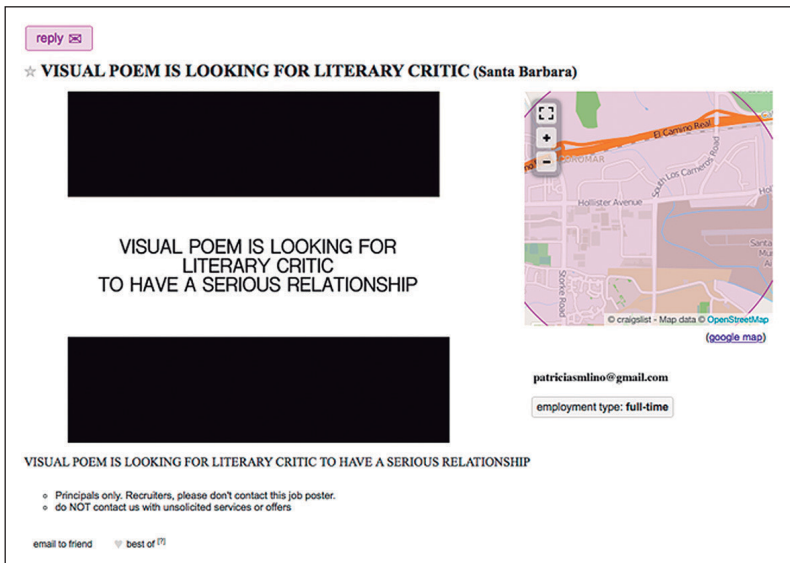 reply ✉
☆ VISUAL POEM IS LOOKING FOR LITERARY CRITIC (Santa Barbara)
VISUAL POEM IS LOOKING FOR
LITERARY CRITIC
TO HAVE A SERIOUS RELATIONSHIP
+
−
El Camino Real
South Los Carneros Road
Hollister Avenue
Storke Road
© craigslist - Map data © OpenStreetMap
(google map)
patriciasmlino@gmail.com
employment type: full-time
VISUAL POEM IS LOOKING FOR LITERARY CRITIC TO HAVE A SERIOUS RELATIONSHIP
Principals only. Recruiters, please don't contact this job poster.
do NOT contact us with unsolicited services or offers
email to friend ♥ best of [?]